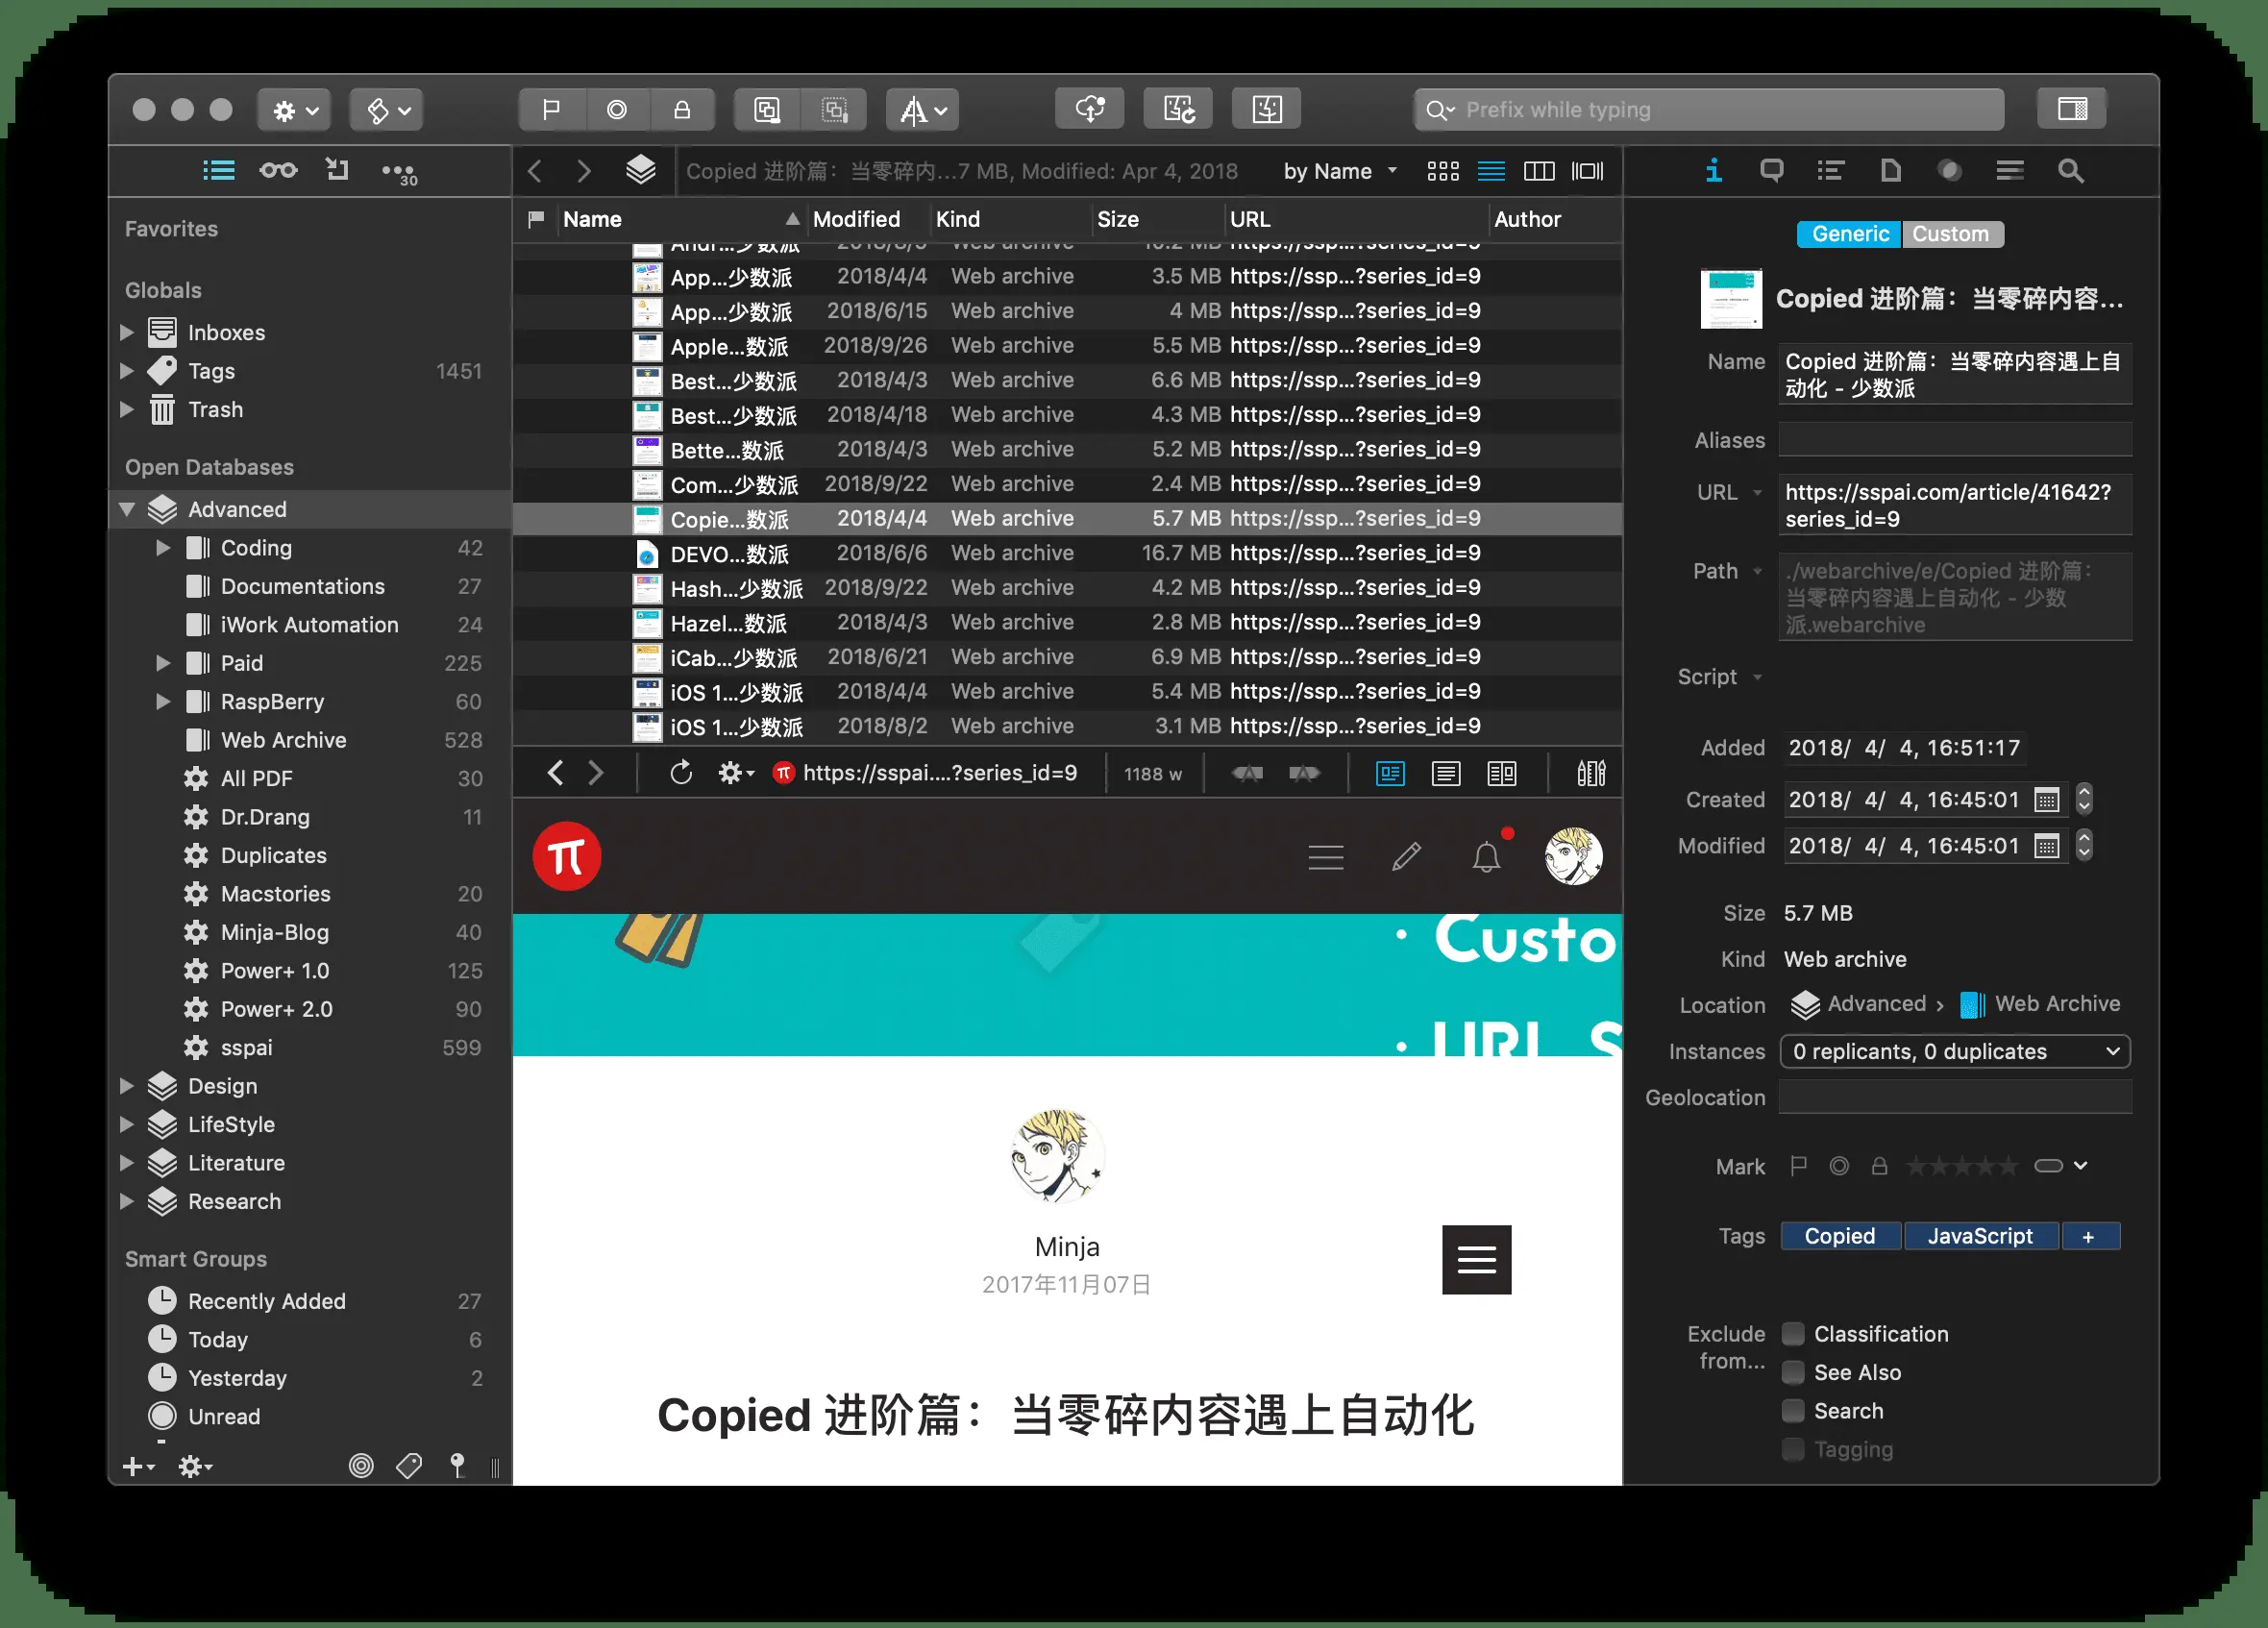 Prefix while typing
30
Copied 进阶篇：当零碎内...7 MB, Modified: Apr 4, 2018
by Name
Favorites
Globals
Inboxes
Tags 1451
Trash
Open Databases
Advanced
Coding 42
Documentations 27
iWork Automation 24
Paid 225
RaspBerry 60
Web Archive 528
All PDF 30
Dr.Drang 11
Duplicates
Macstories 20
Minja-Blog 40
Power+ 1.0 125
Power+ 2.0 90
sspai 599
Design
LifeStyle
Literature
Research
Smart Groups
Recently Added 27
Today 6
Yesterday 2
Unread
Name Modified Kind Size URL Author
Andr...少数派 2018/8/9 Web archive 10.2 MB https://ssp...?series_id=9
App...少数派 2018/4/4 Web archive 3.5 MB https://ssp...?series_id=9
App...少数派 2018/6/15 Web archive 4 MB https://ssp...?series_id=9
Apple...数派 2018/9/26 Web archive 5.5 MB https://ssp...?series_id=9
Best...少数派 2018/4/3 Web archive 6.6 MB https://ssp...?series_id=9
Best...少数派 2018/4/18 Web archive 4.3 MB https://ssp...?series_id=9
Bette...数派 2018/4/3 Web archive 5.2 MB https://ssp...?series_id=9
Com...少数派 2018/9/22 Web archive 2.4 MB https://ssp...?series_id=9
Copie...数派 2018/4/4 Web archive 5.7 MB https://ssp...?series_id=9
DEVO...数派 2018/6/6 Web archive 16.7 MB https://ssp...?series_id=9
Hash...少数派 2018/9/22 Web archive 4.2 MB https://ssp...?series_id=9
Hazel...数派 2018/4/3 Web archive 2.8 MB https://ssp...?series_id=9
iCab...少数派 2018/6/21 Web archive 6.9 MB https://ssp...?series_id=9
iOS 1...少数派 2018/4/4 Web archive 5.4 MB https://ssp...?series_id=9
iOS 1...少数派 2018/8/2 Web archive 3.1 MB https://ssp...?series_id=9
https://sspai....?series_id=9 1188 w
π
· Custo
· URL S
Minja
2017年11月07日
Copied 进阶篇：当零碎内容遇上自动化
Generic Custom
Copied 进阶篇：当零碎内容...
Name Copied 进阶篇：当零碎内容遇上自
动化 - 少数派
Aliases
URL https://sspai.com/article/41642?
series_id=9
Path ./webarchive/e/Copied 进阶篇：
当零碎内容遇上自动化 - 少数
派.webarchive
Script
Added 2018/ 4/ 4, 16:51:17
Created 2018/ 4/ 4, 16:45:01
Modified 2018/ 4/ 4, 16:45:01
Size 5.7 MB
Kind Web archive
Location Advanced › Web Archive
Instances 0 replicants, 0 duplicates
Geolocation
Mark
Tags Copied JavaScript +
Exclude from... Classification
See Also
Search
Tagging